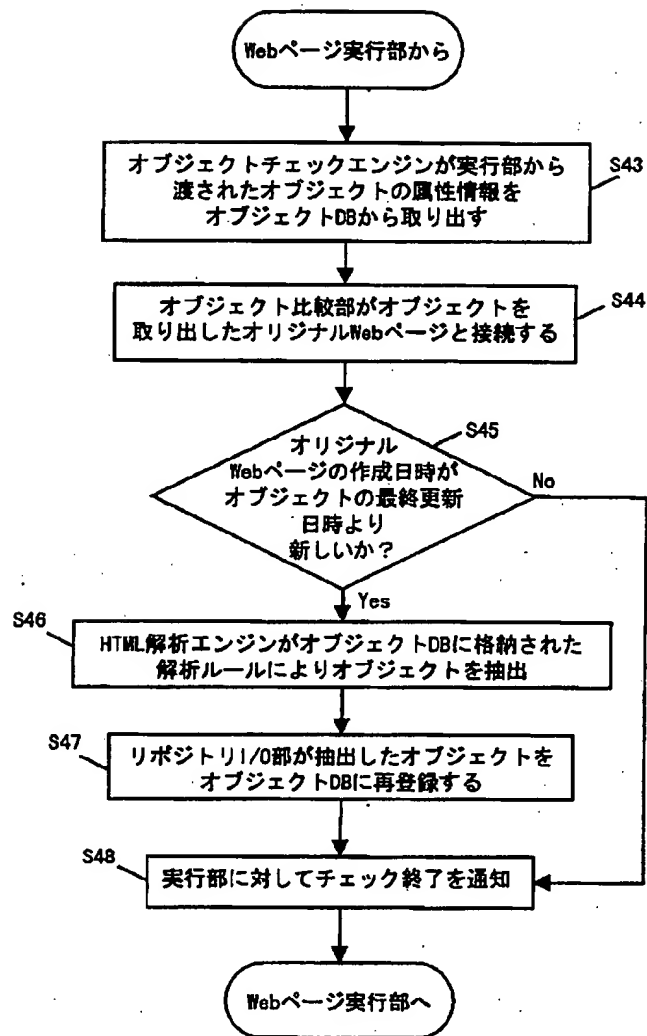 Webページ実行部から
オブジェクトチェックエンジンが実行部から
渡されたオブジェクトの属性情報を
オブジェクトDBから取り出す
S43
オブジェクト比較部がオブジェクトを
取り出したオリジナルWebページと接続する
S44
S45
オリジナル
Webページの作成日時が
オブジェクトの最終更新
日時より
新しいか?
No
Yes
S46
HTML解析エンジンがオブジェクトDBに格納された
解析ルールによりオブジェクトを抽出
S47
リポジトリI/O部が抽出したオブジェクトを
オブジェクトDBに再登録する
S48
実行部に対してチェック終了を通知
Webページ実行部へ